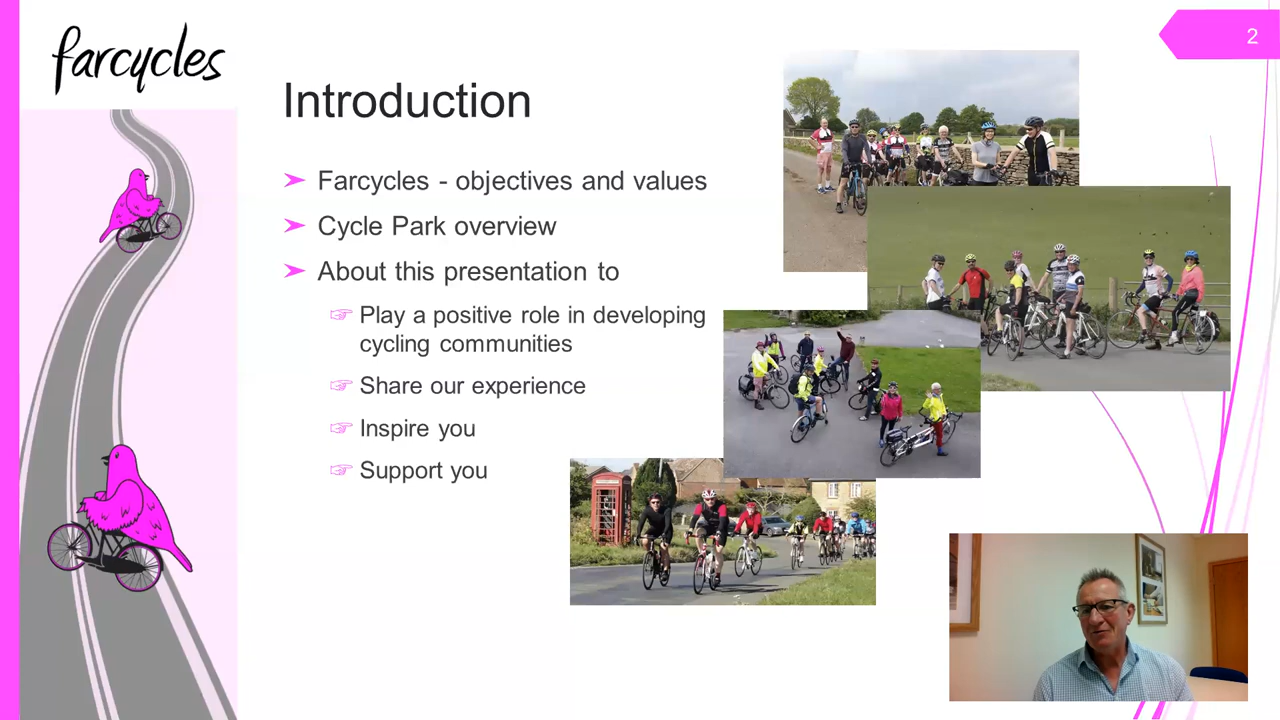 farcycles
2
Introduction
➤ Farcycles - objectives and values
➤ Cycle Park overview
➤ About this presentation to
☞ Play a positive role in developing
cycling communities
☞ Share our experience
☞ Inspire you
☞ Support you